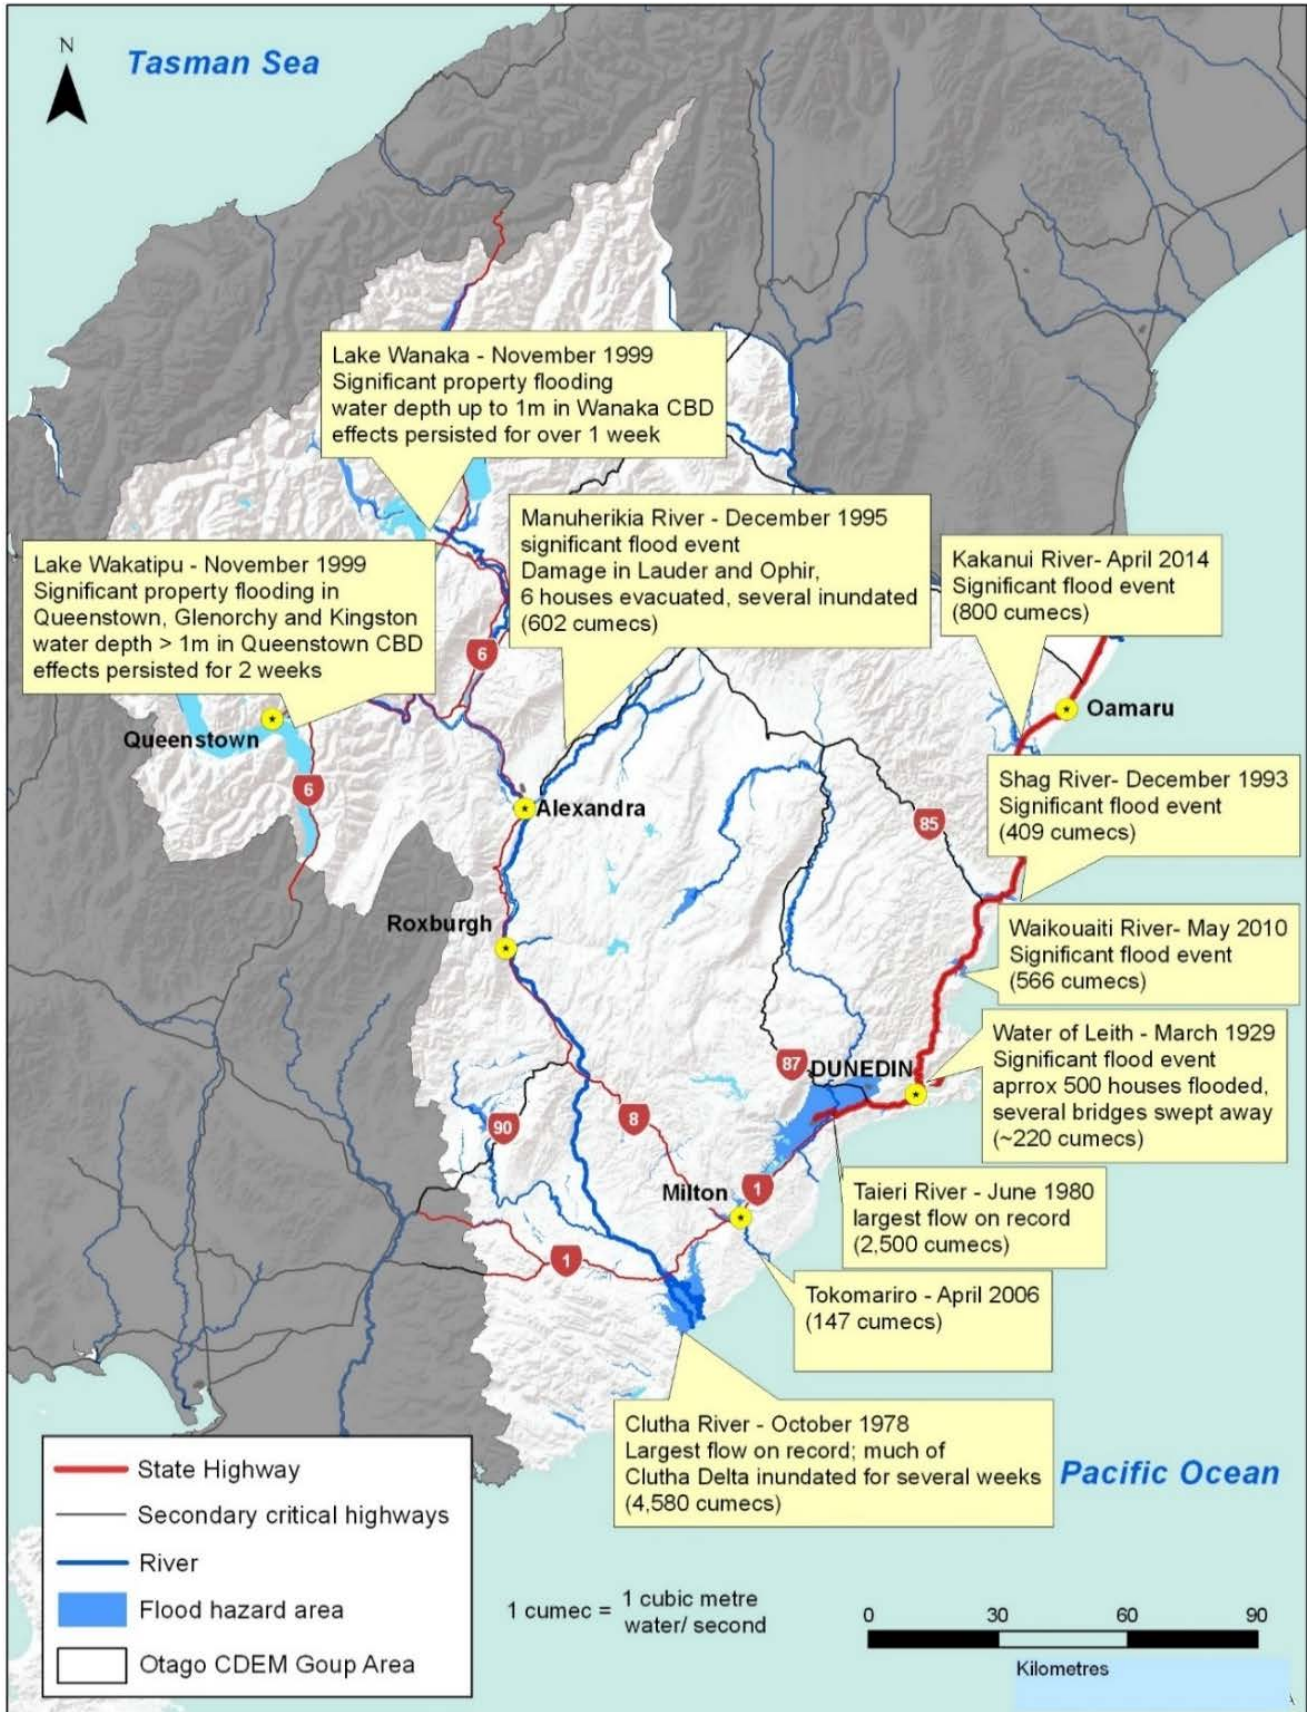 N
Tasman Sea
Lake Wanaka - November 1999
Significant property flooding
water depth up to 1m in Wanaka CBD
effects persisted for over 1 week
Manuherikia River - December 1995
significant flood event
Damage in Lauder and Ophir,
6 houses evacuated, several inundated
(602 cumecs)
Kakanui River- April 2014
Significant flood event
(800 cumecs)
Lake Wakatipu - November 1999
Significant property flooding in
Queenstown, Glenorchy and Kingston
water depth > 1m in Queenstown CBD
effects persisted for 2 weeks
6
Oamaru
Queenstown
6
Shag River- December 1993
Significant flood event
(409 cumecs)
Alexandra
85
Roxburgh
Waikouaiti River- May 2010
Significant flood event
(566 cumecs)
Water of Leith - March 1929
Significant flood event
aprrox 500 houses flooded,
several bridges swept away
(~220 cumecs)
87
DUNEDIN
90
8
Milton
1
Taieri River - June 1980
largest flow on record
(2,500 cumecs)
1
Tokomariro - April 2006
(147 cumecs)
Clutha River - October 1978
Largest flow on record; much of
Clutha Delta inundated for several weeks
(4,580 cumecs)
Pacific Ocean
State Highway
Secondary critical highways
River
Flood hazard area
Otago CDEM Goup Area
1 cumec = 1 cubic metre
water/ second
0 30 60 90
Kilometres